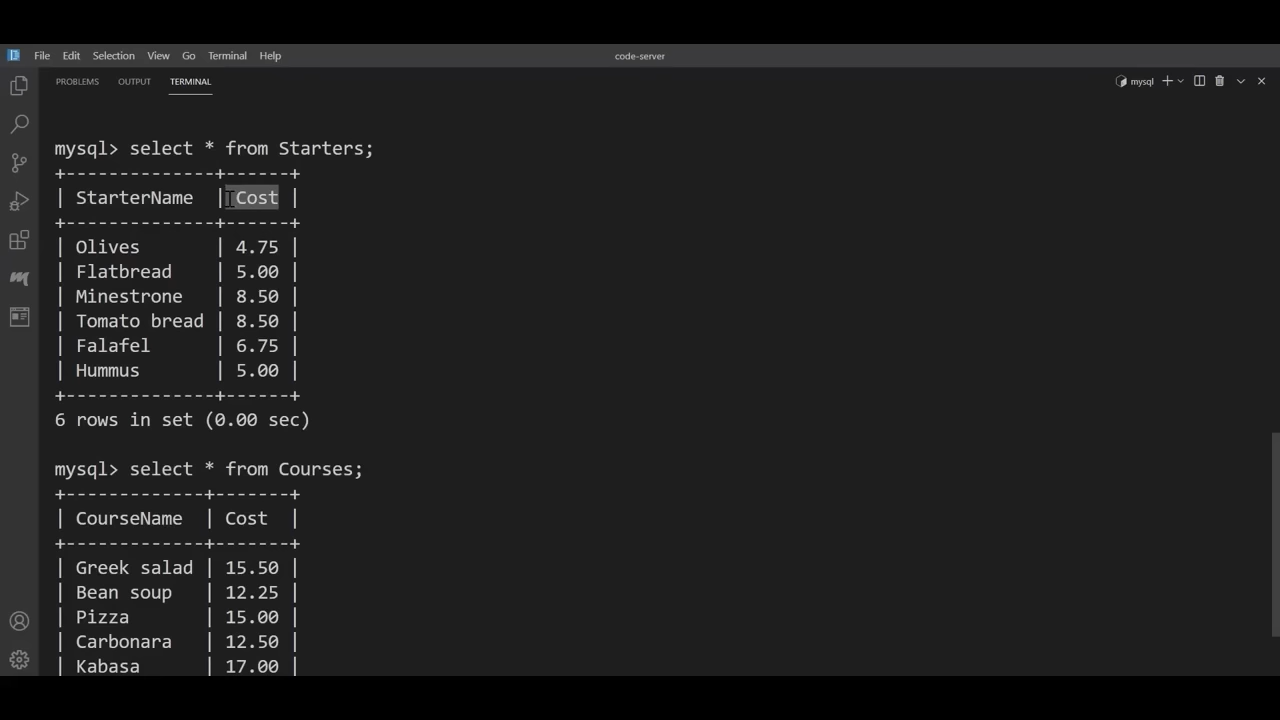 File Edit Selection View Go Terminal Help
code-server
PROBLEMS OUTPUT TERMINAL
mysql
mysql> select * from Starters;
+--------------+------+
| StarterName  | Cost |
+--------------+------+
| Olives       | 4.75 |
| Flatbread    | 5.00 |
| Minestrone   | 8.50 |
| Tomato bread | 8.50 |
| Falafel      | 6.75 |
| Hummus       | 5.00 |
+--------------+------+
6 rows in set (0.00 sec)
mysql> select * from Courses;
+-------------+-------+
| CourseName  | Cost  |
+-------------+-------+
| Greek salad | 15.50 |
| Bean soup   | 12.25 |
| Pizza       | 15.00 |
| Carbonara   | 12.50 |
| Kabasa      | 17.00 |